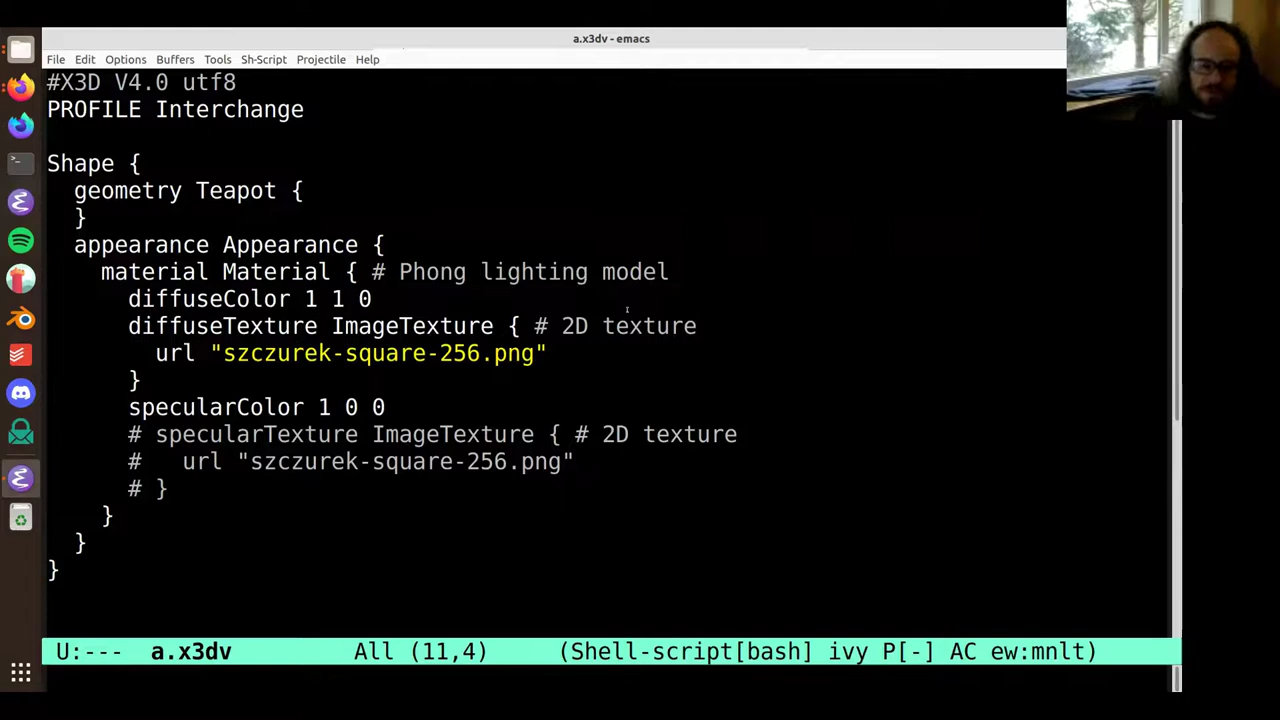 a.x3dv - emacs
File Edit Options Buffers Tools Sh-Script Projectile Help
#X3D V4.0 utf8
PROFILE Interchange
Shape {
geometry Teapot {
}
appearance Appearance {
material Material { # Phong lighting model
diffuseColor 1 1 0
diffuseTexture ImageTexture { # 2D texture
url "szczurek-square-256.png"
}
specularColor 1 0 0
# specularTexture ImageTexture { # 2D texture
#   url "szczurek-square-256.png"
# }
}
}
}
U:--- a.x3dv All (11,4) (Shell-script[bash] ivy P[-] AC ew:mnlt)